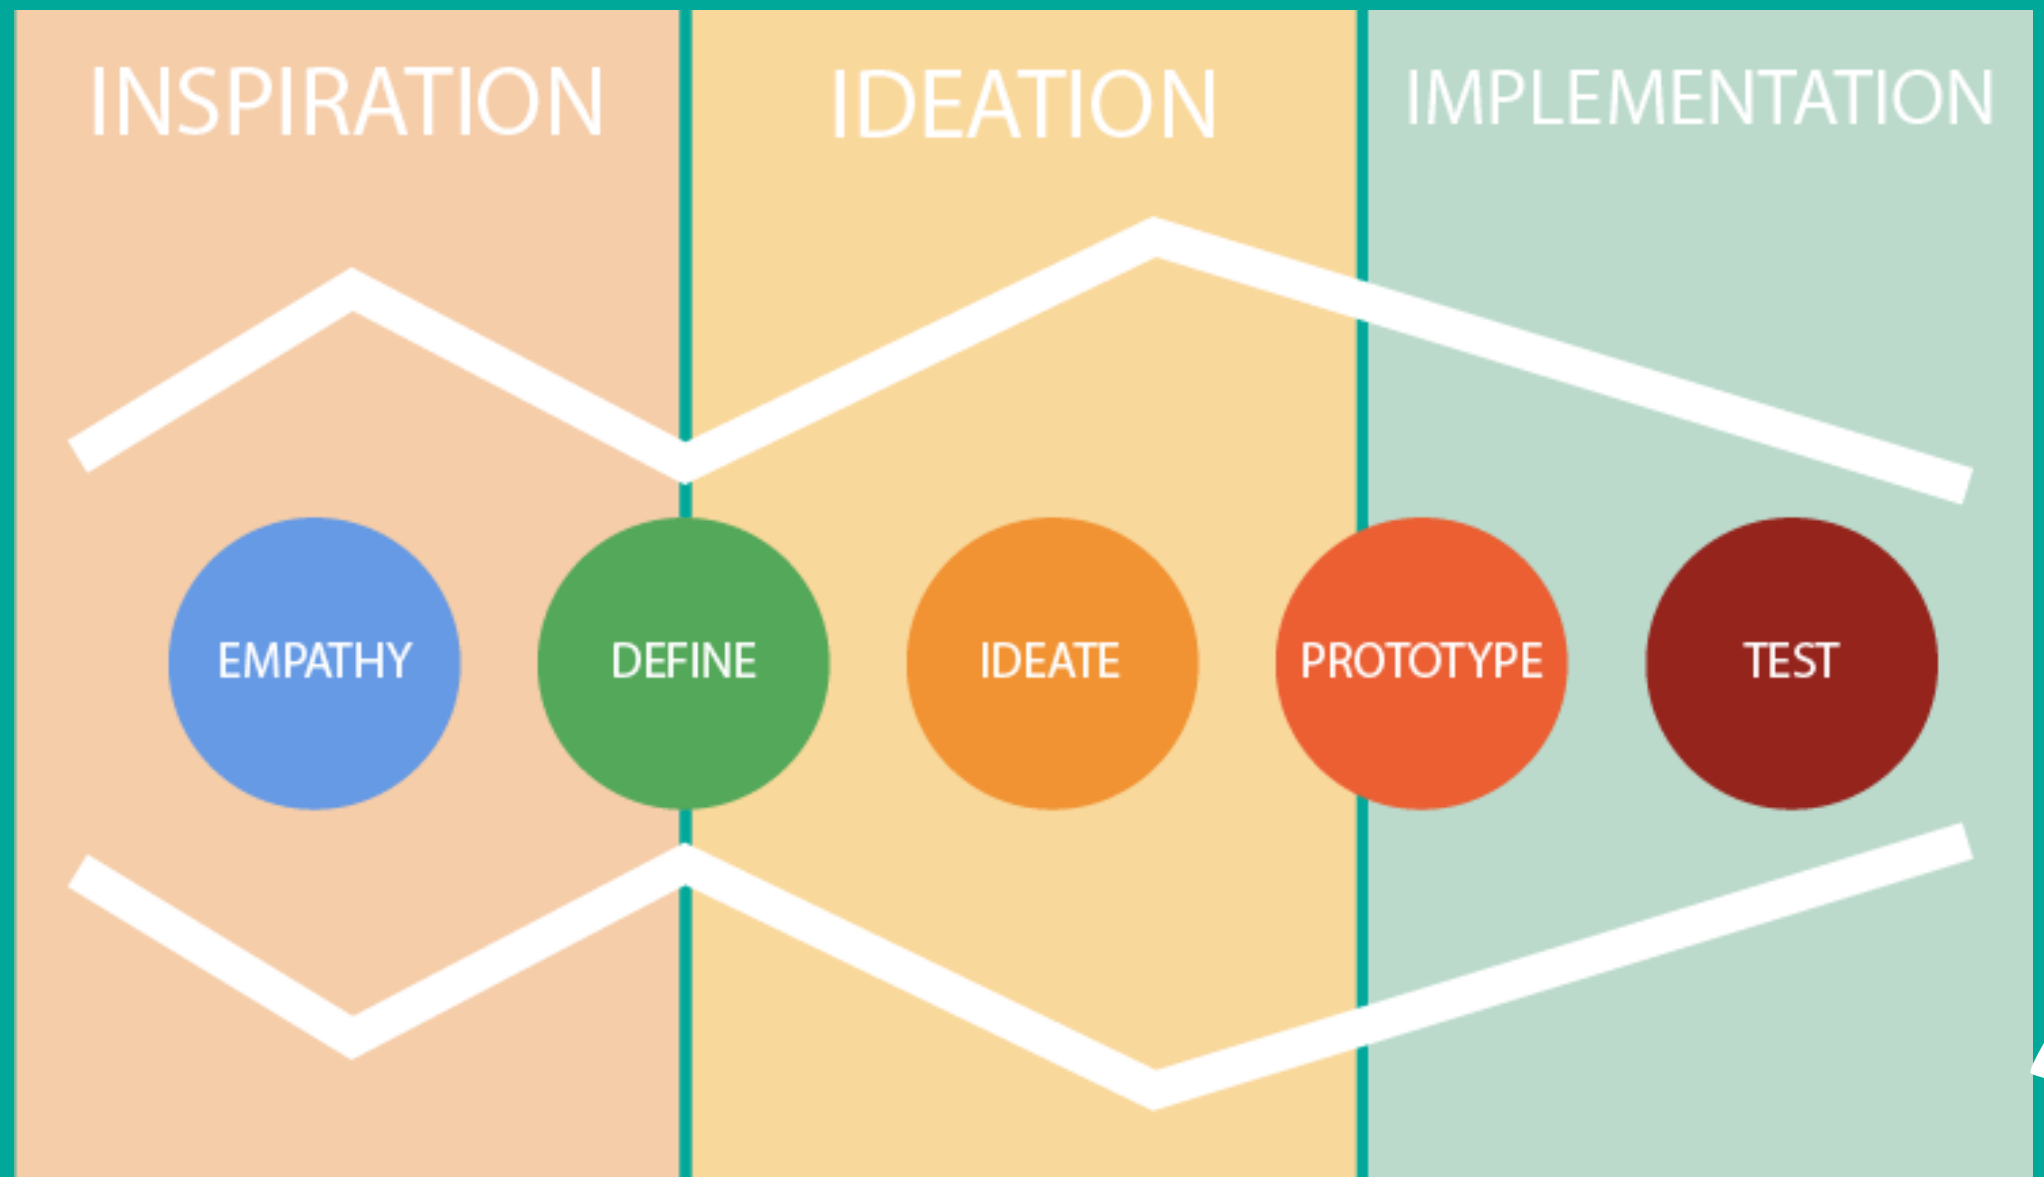 INSPIRATION
IDEATION
IMPLEMENTATION
EMPATHY
DEFINE
IDEATE
PROTOTYPE
TEST